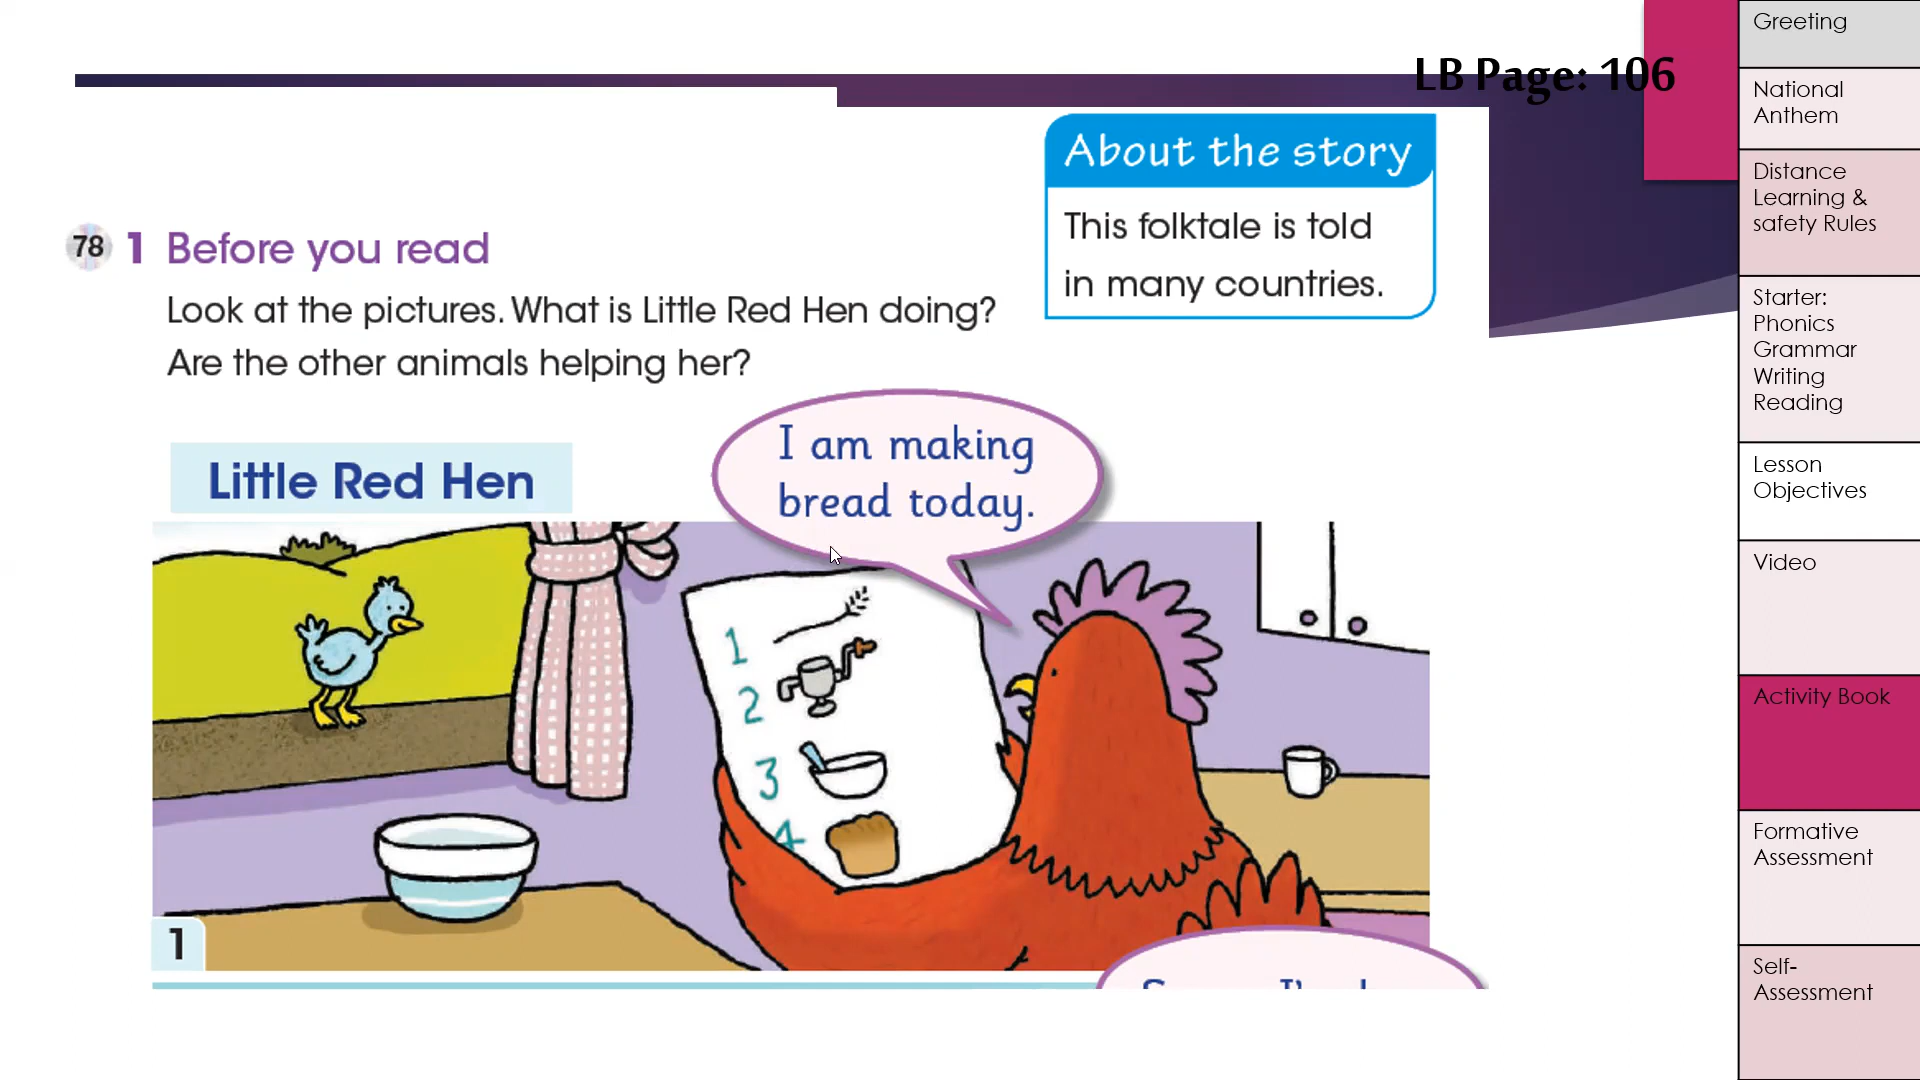 LB Page: 106
About the story
This folktale is told
in many countries.
78 1 Before you read
Look at the pictures. What is Little Red Hen doing?
Are the other animals helping her?
I am making
bread today.
Little Red Hen
1
2
3
4
1
Greeting
National
Anthem
Distance
Learning &
safety Rules
Starter:
Phonics
Grammar
Writing
Reading
Lesson
Objectives
Video
Activity Book
Formative
Assessment
Self-
Assessment